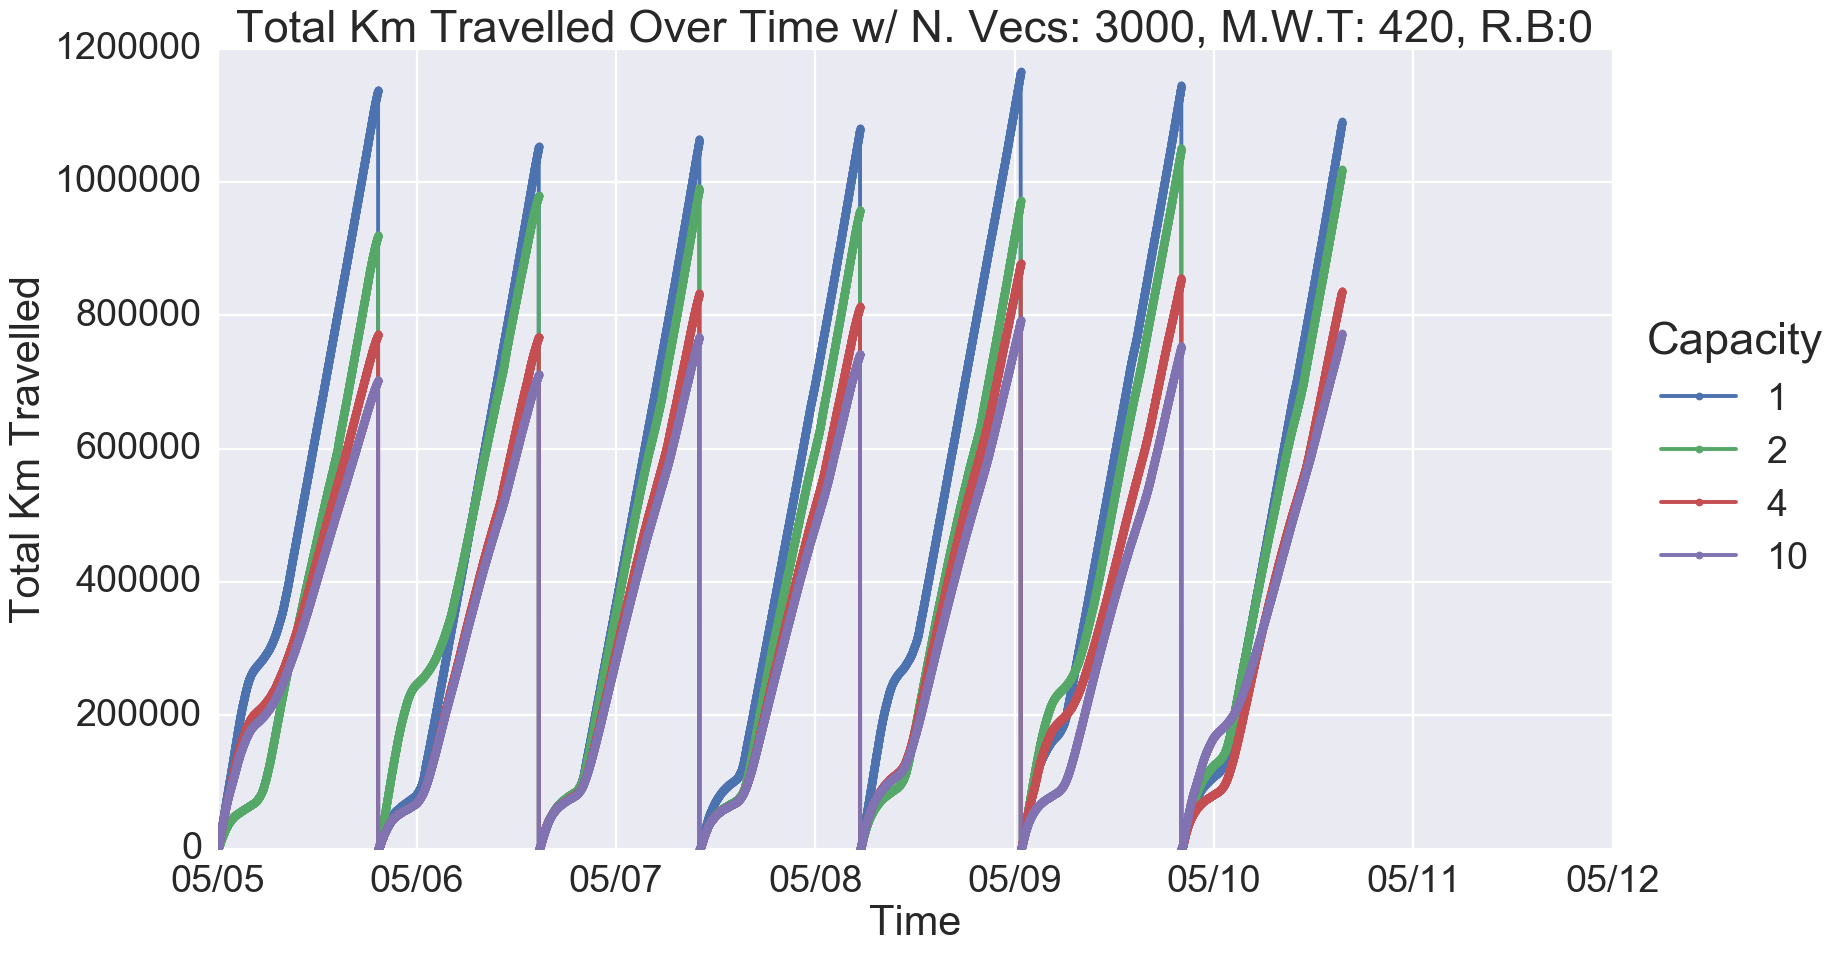 Total Km Travelled Over Time w/ N. Vecs: 3000, M.W.T: 420, R.B:0
1200000
1000000
800000
600000
400000
200000
0
Total Km Travelled
05/05 05/06 05/07 05/08 05/09 05/10 05/11 05/12
Time
Capacity
1
2
4
10